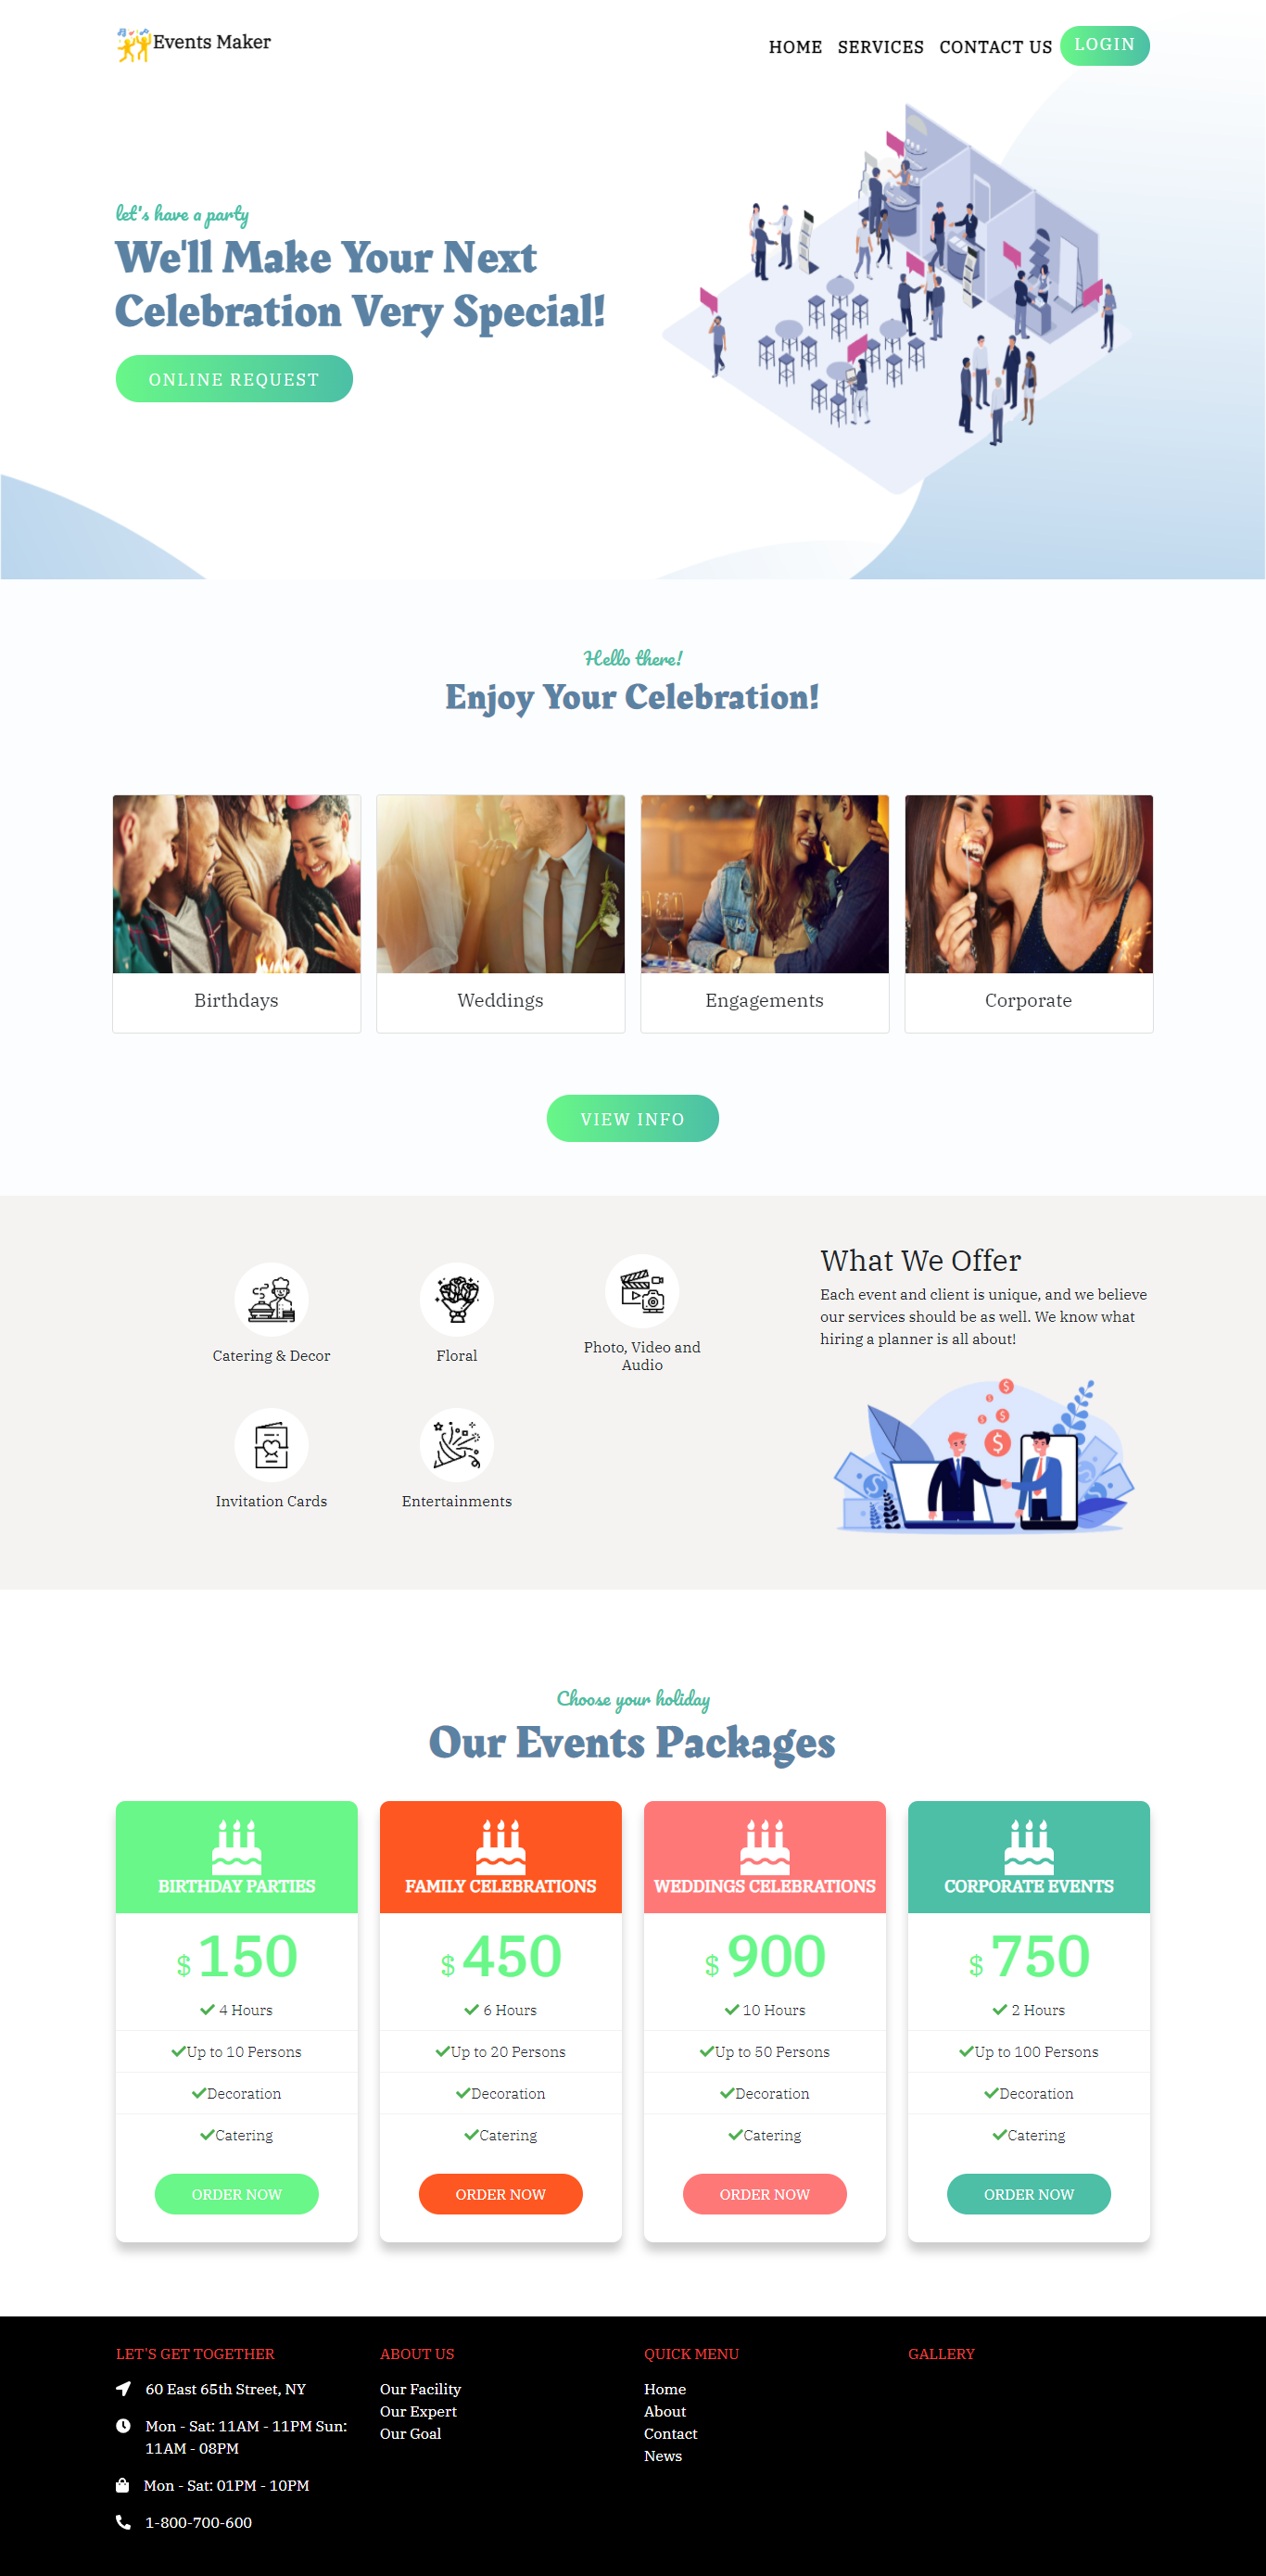 Events Maker
HOME SERVICES CONTACT US LOGIN
let's have a party
We'll Make Your Next
Celebration Very Special!
ONLINE REQUEST
Hello there!
Enjoy Your Celebration!
Birthdays
Weddings
Engagements
Corporate
VIEW INFO
Catering & Decor
Floral
Photo, Video and
Audio
Invitation Cards
Entertainments
What We Offer
Each event and client is unique, and we believe
our services should be as well. We know what
hiring a planner is all about!
Choose your holiday
Our Events Packages
BIRTHDAY PARTIES
$ 150
4 Hours
Up to 10 Persons
Decoration
Catering
ORDER NOW
FAMILY CELEBRATIONS
$ 450
6 Hours
Up to 20 Persons
Decoration
Catering
ORDER NOW
WEDDINGS CELEBRATIONS
$ 900
10 Hours
Up to 50 Persons
Decoration
Catering
ORDER NOW
CORPORATE EVENTS
$ 750
2 Hours
Up to 100 Persons
Decoration
Catering
ORDER NOW
LET'S GET TOGETHER
60 East 65th Street, NY
Mon - Sat: 11AM - 11PM Sun:
11AM - 08PM
Mon - Sat: 01PM - 10PM
1-800-700-600
ABOUT US
Our Facility
Our Expert
Our Goal
QUICK MENU
Home
About
Contact
News
GALLERY